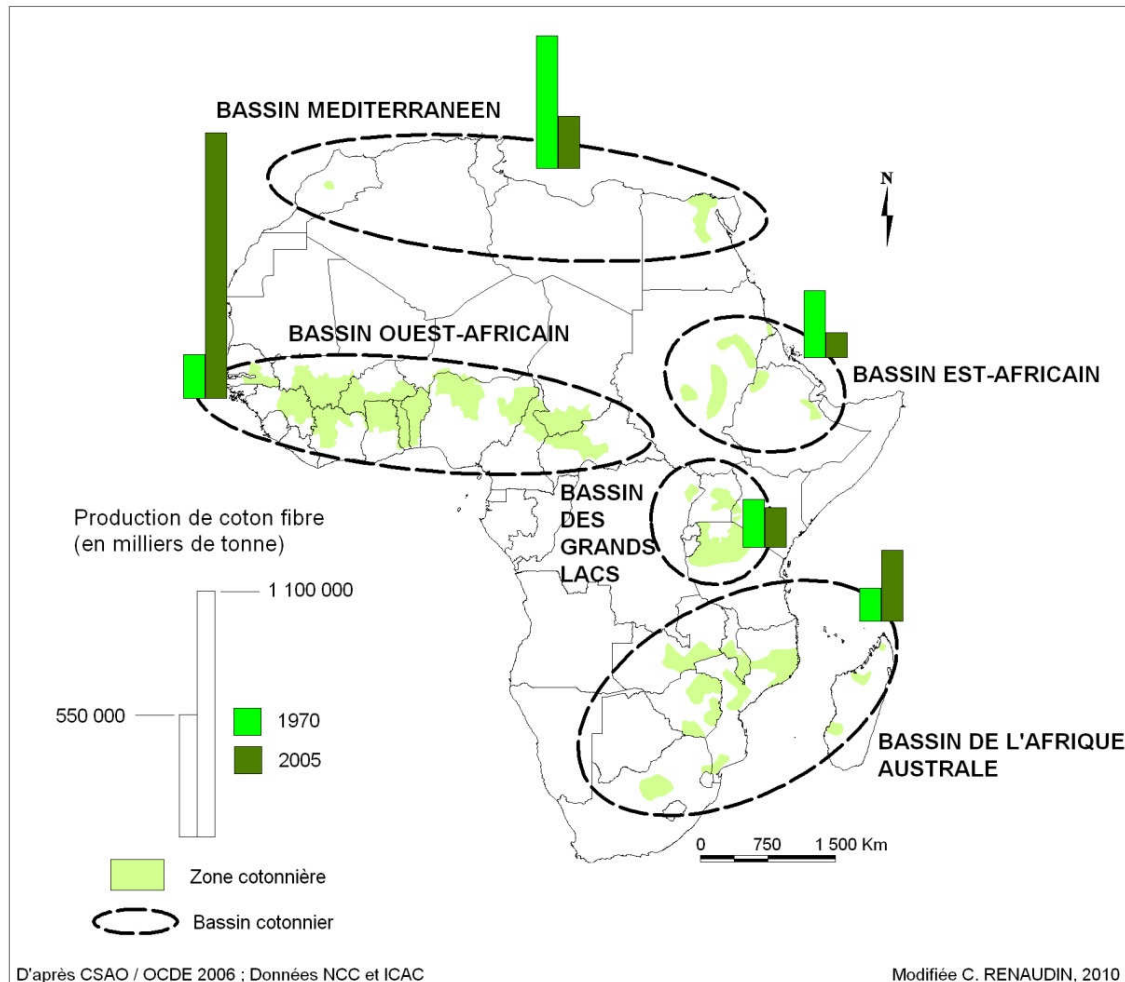 BASSIN MEDITERRANEEN
N
BASSIN OUEST-AFRICAIN
BASSIN EST-AFRICAIN
BASSIN
DES
GRANDS
LACS
Production de coton fibre
(en milliers de tonne)
1 100 000
550 000
1970
2005
BASSIN DE L'AFRIQUE
AUSTRALE
0 750 1 500 Km
Zone cotonnière
Bassin cotonnier
D'après CSAO / OCDE 2006 ; Données NCC et ICAC
Modifiée C. RENAUDIN, 2010